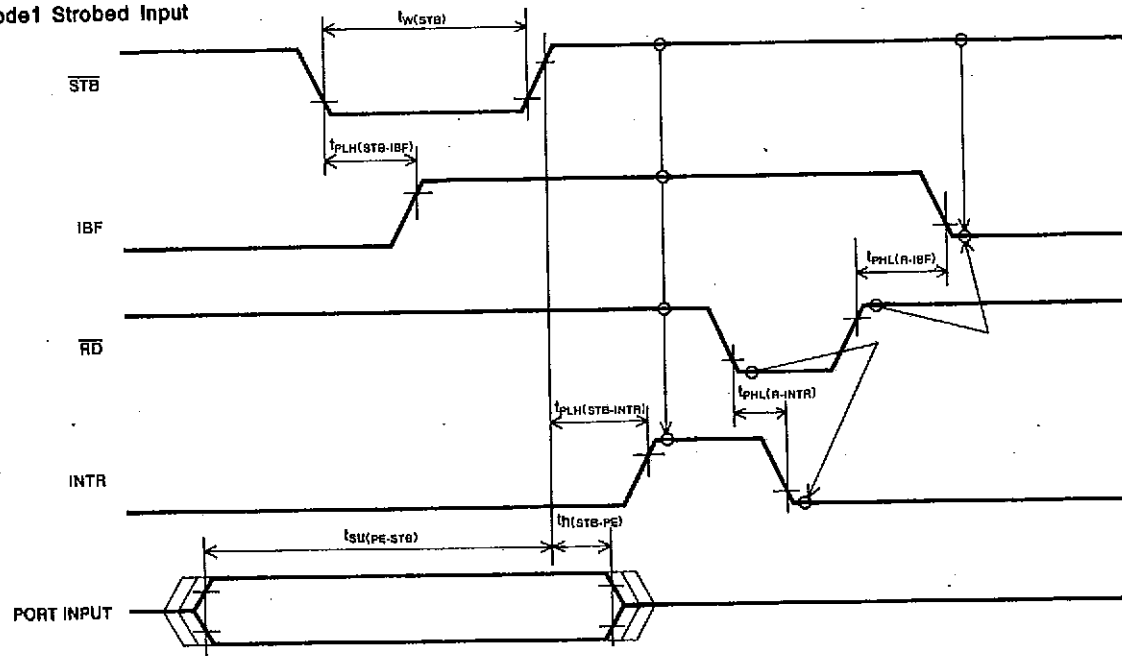 ode1 Strobed Input
tW(STB)
STB
tPLH(STB-IBF)
IBF
tPHL(R-IBF)
RD
tPHL(R-INTR)
tPLH(STB-INTR)
INTR
tSU(PE-STB)
th(STB-PE)
PORT INPUT